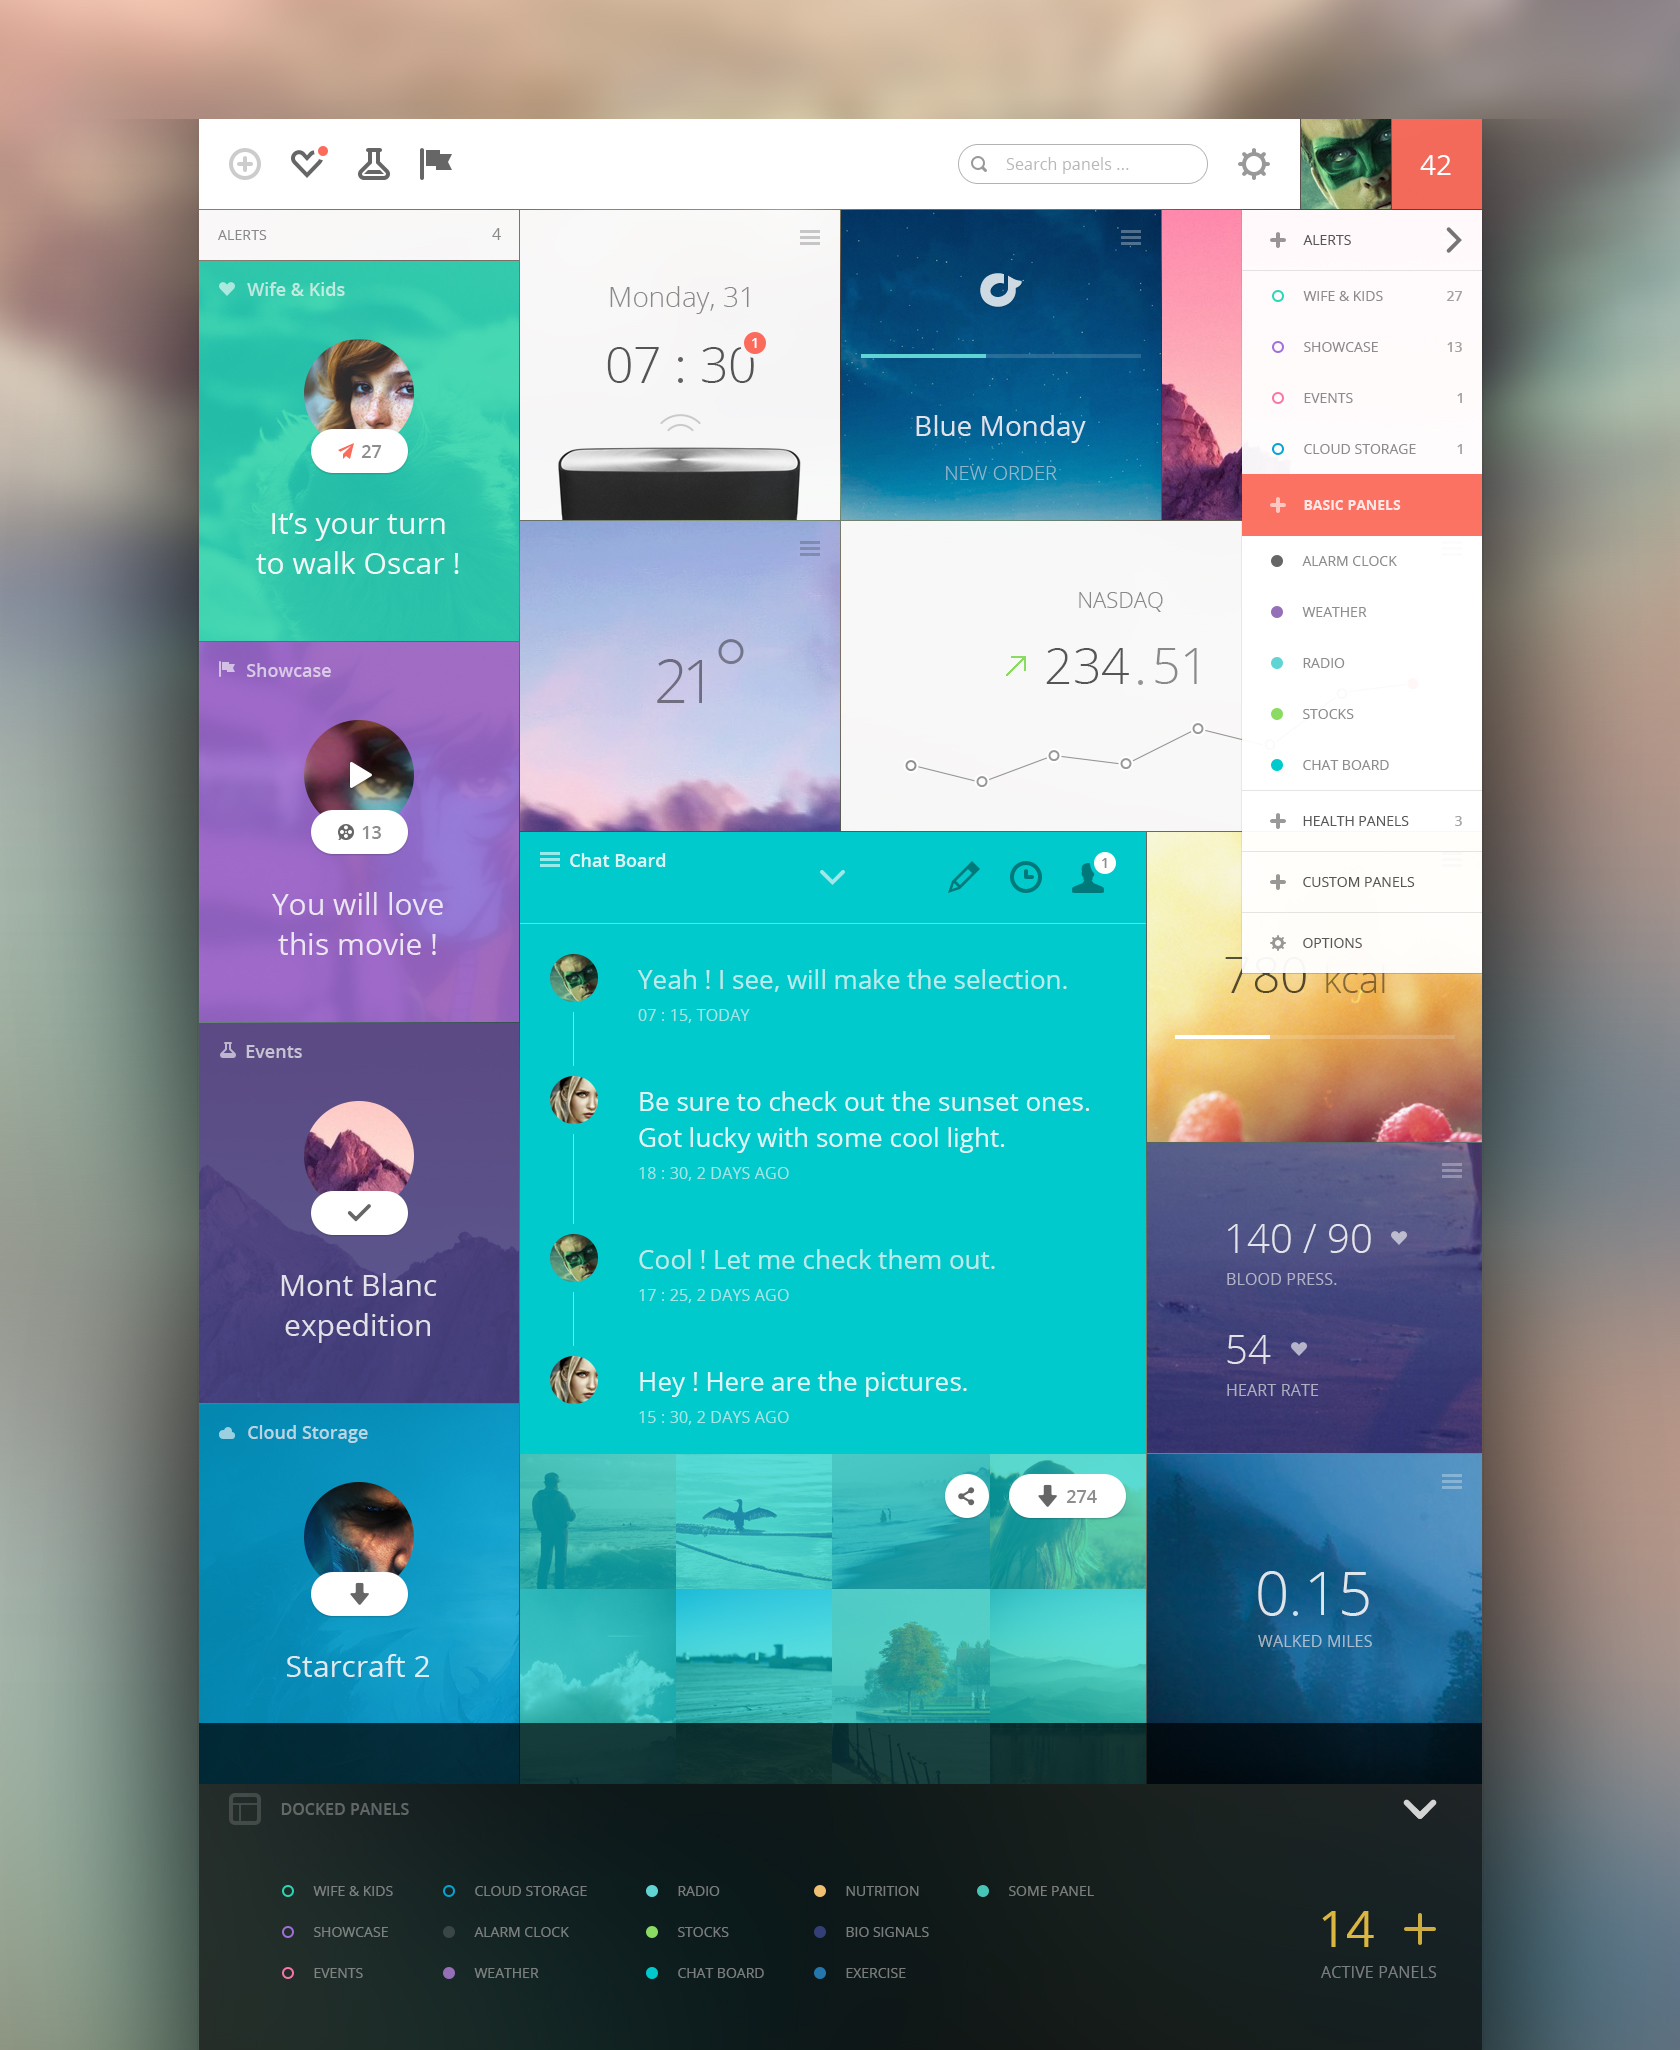 Search panels ...
42
ALERTS 4
Wife & Kids
27
It's your turn
to walk Oscar !
Showcase
13
You will love
this movie !
Events
Mont Blanc
expedition
Cloud Storage
Starcraft 2
Monday, 31
07 : 30
1
Blue Monday
NEW ORDER
21°
NASDAQ
234.51
ALERTS
WIFE & KIDS 27
SHOWCASE 13
EVENTS 1
CLOUD STORAGE 1
BASIC PANELS
ALARM CLOCK
WEATHER
RADIO
STOCKS
CHAT BOARD
HEALTH PANELS 3
CUSTOM PANELS
OPTIONS
Chat Board
1
Yeah ! I see, will make the selection.
07 : 15, TODAY
Be sure to check out the sunset ones.
Got lucky with some cool light.
18 : 30, 2 DAYS AGO
Cool ! Let me check them out.
17 : 25, 2 DAYS AGO
Hey ! Here are the pictures.
15 : 30, 2 DAYS AGO
274
780 kcal
140 / 90
BLOOD PRESS.
54
HEART RATE
0.15
WALKED MILES
DOCKED PANELS
WIFE & KIDS
SHOWCASE
EVENTS
CLOUD STORAGE
ALARM CLOCK
WEATHER
RADIO
STOCKS
CHAT BOARD
NUTRITION
BIO SIGNALS
EXERCISE
SOME PANEL
14 +
ACTIVE PANELS